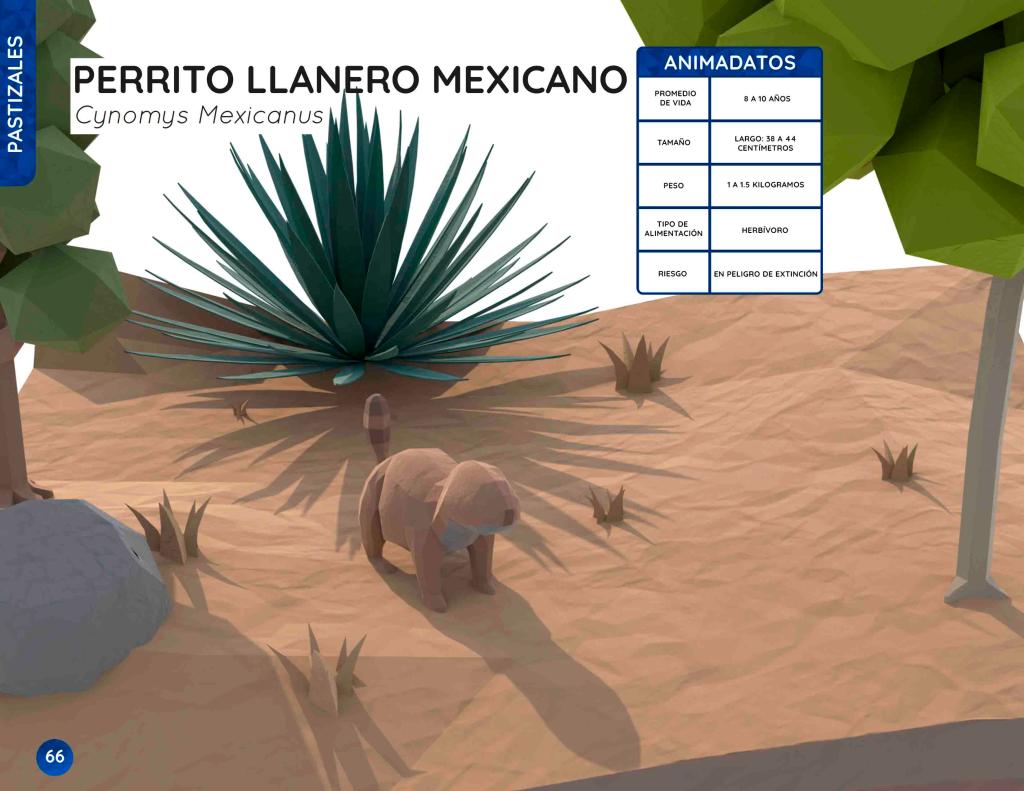 PASTIZALES
PERRITO LLANERO MEXICANO
Cynomys Mexicanus
ANIMADATOS
PROMEDIO
DE VIDA
8 A 10 AÑOS
TAMAÑO
LARGO: 38 A 44
CENTÍMETROS
PESO
1 A 1.5 KILOGRAMOS
TIPO DE
ALIMENTACIÓN
HERBÍVORO
RIESGO
EN PELIGRO DE EXTINCIÓN
66